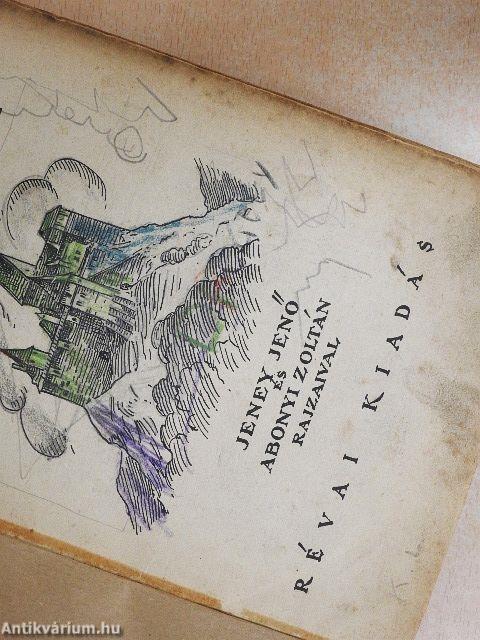 JENEY JENŐ
ÉS
ABONYI ZOLTÁN
RAJZAIVAL
RÉVAI KIADÁS
Antikvárium.hu